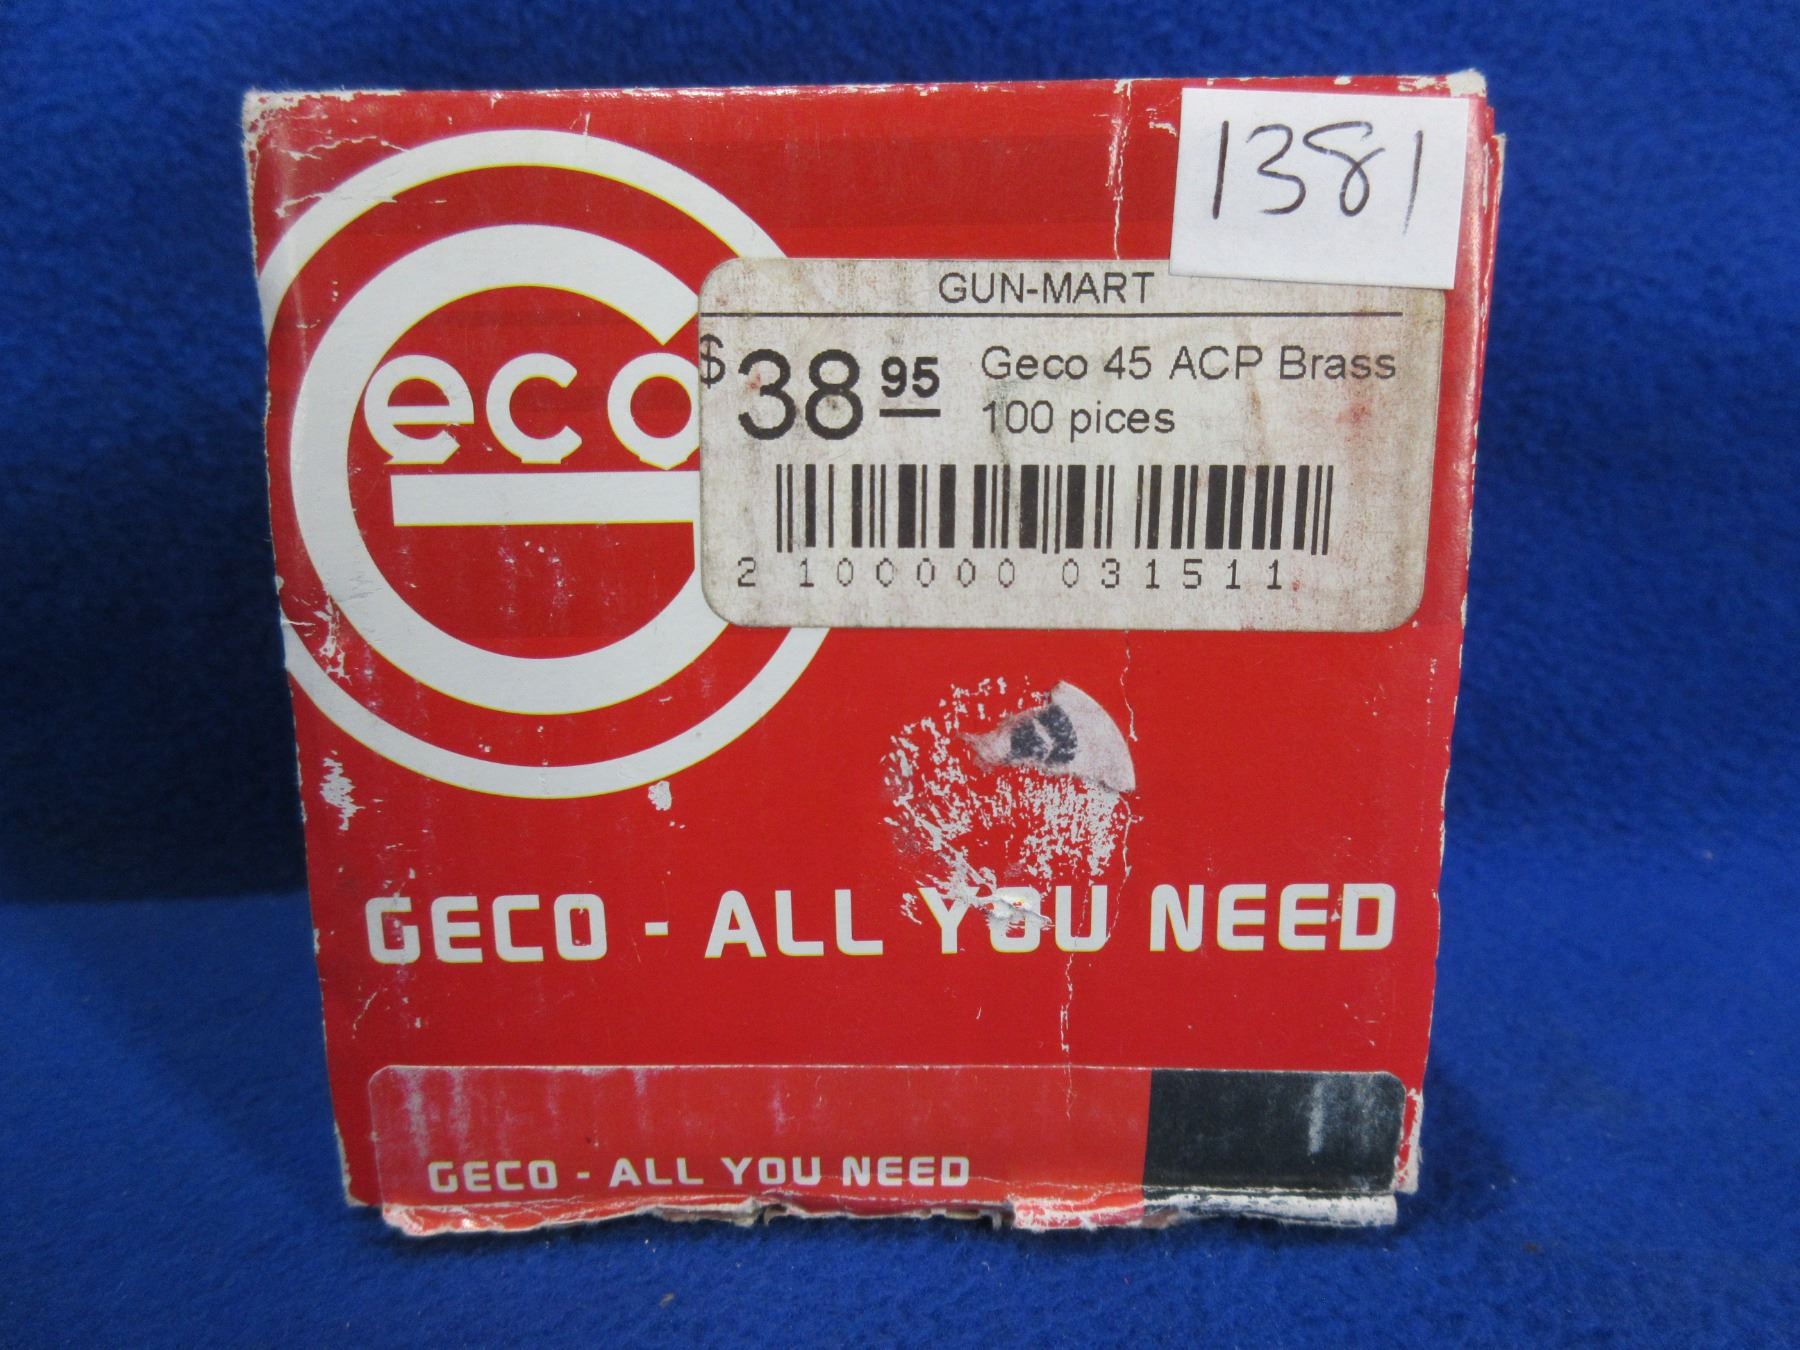 1381
GUN-MART
$38.95 Geco 45 ACP Brass
100 pices
2 100000 031511
Geco
GECO - ALL YOU NEED
GECO - ALL YOU NEED